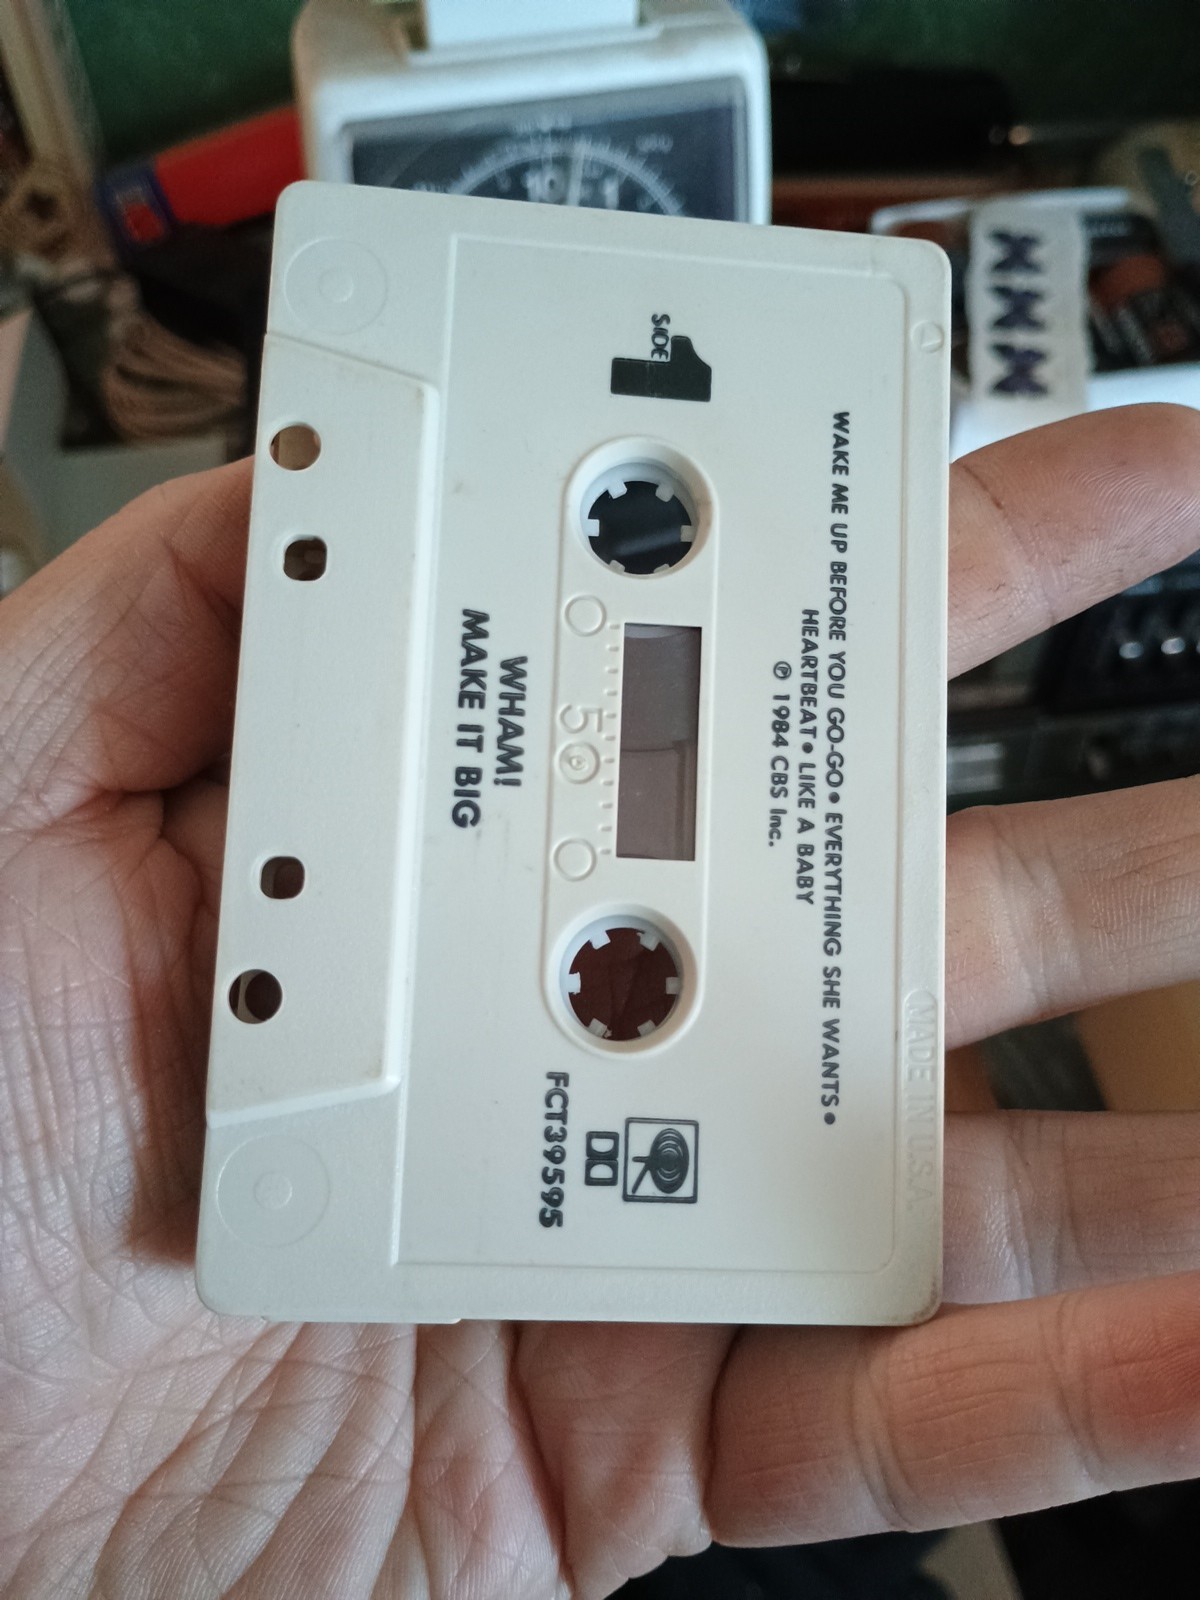 SIDE
1
WAKE ME UP BEFORE YOU GO-GO • EVERYTHING SHE WANTS •
HEARTBEAT • LIKE A BABY
℗ 1984 CBS Inc.
50
WHAM!
MAKE IT BIG
FCT39595
MADE IN U.S.A.
XXX